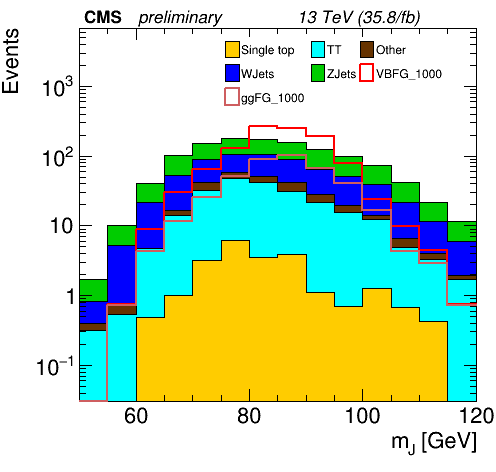 CMS preliminary 13 TeV (35.8/fb)
Events
Single top TT Other
WJets ZJets VBFG_1000
ggFG_1000
10³
10²
10
1
10⁻¹
60 80 100 120
m_J [GeV]